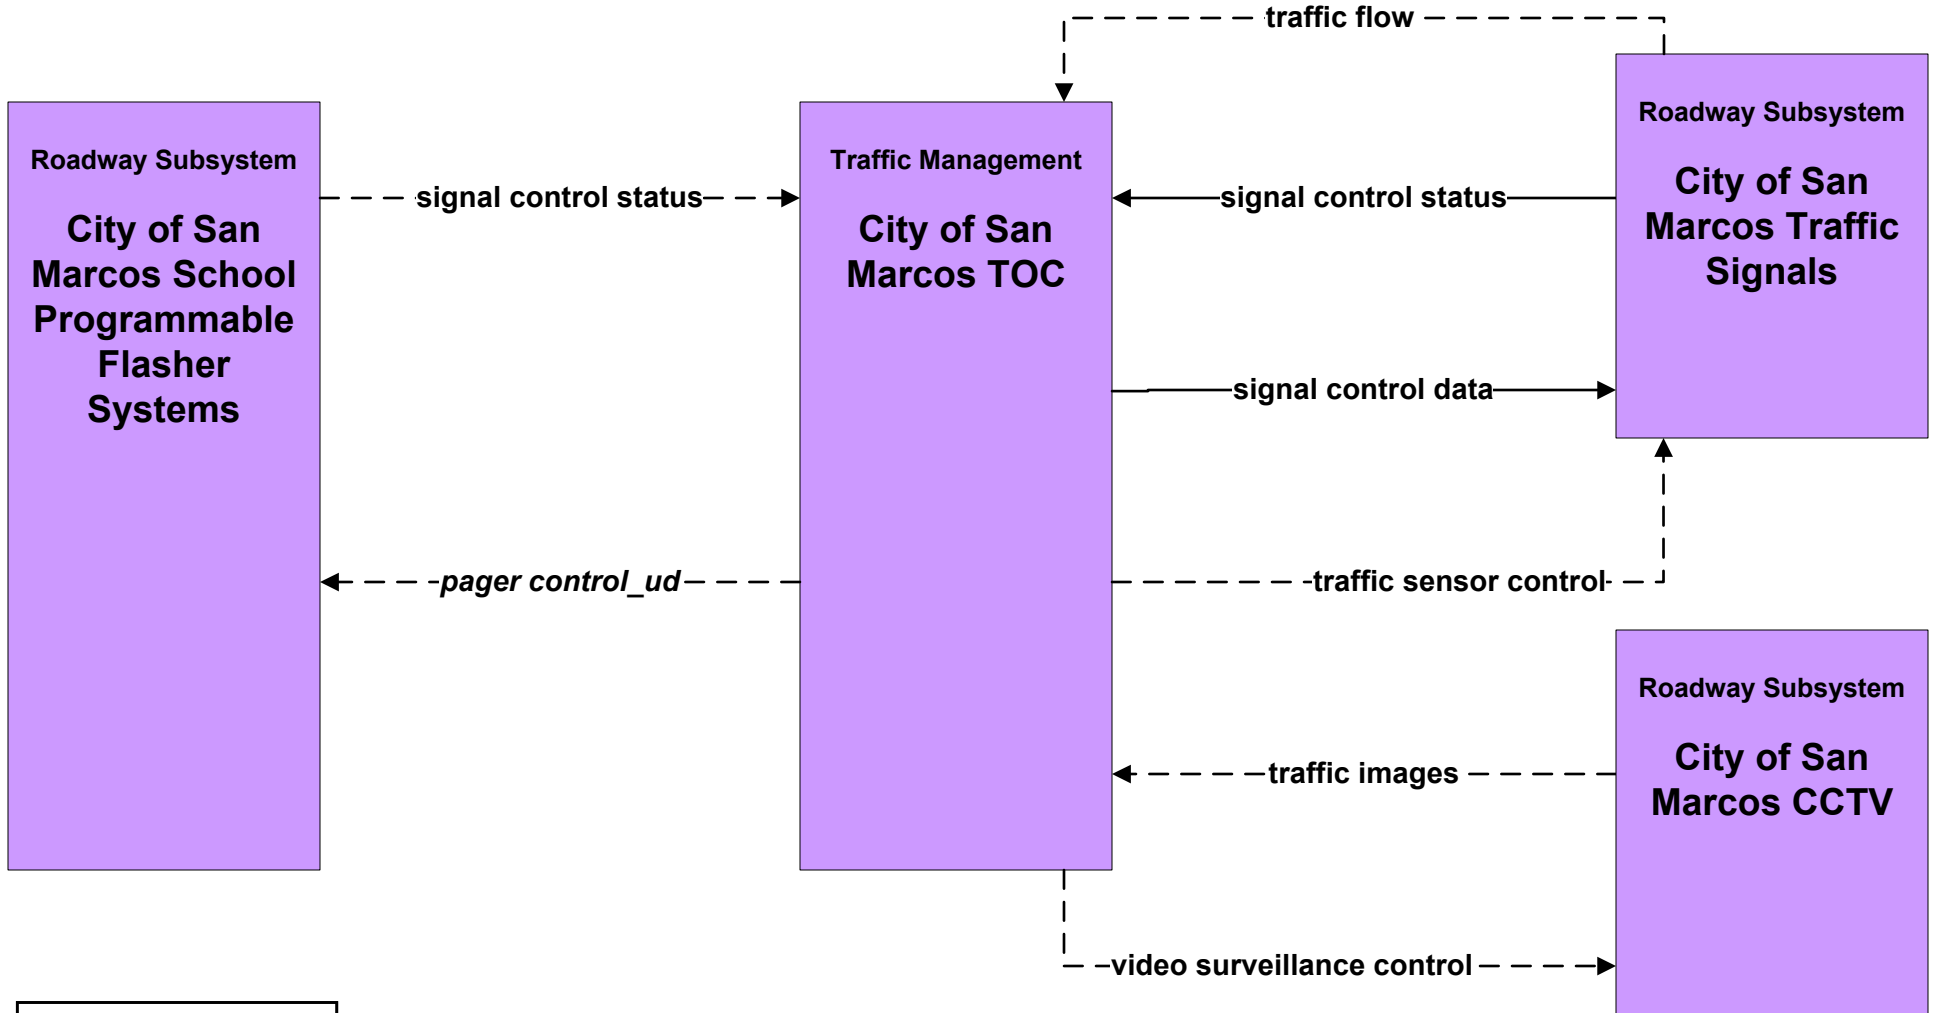 traffic flow
Roadway Subsystem
City of San
Marcos School
Programmable
Flasher
Systems
signal control status
pager control_ud
Traffic Management
City of San
Marcos TOC
signal control status
signal control data
traffic sensor control
traffic images
video surveillance control
Roadway Subsystem
City of San
Marcos Traffic
Signals
Roadway Subsystem
City of San
Marcos CCTV